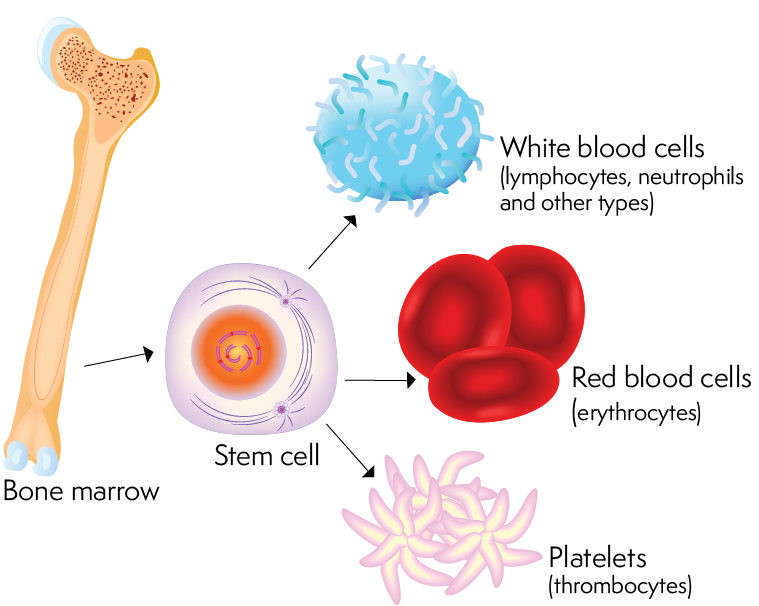 White blood cells
(lymphocytes, neutrophils
and other types)
Red blood cells
(erythrocytes)
Stem cell
Bone marrow
Platelets
(thrombocytes)